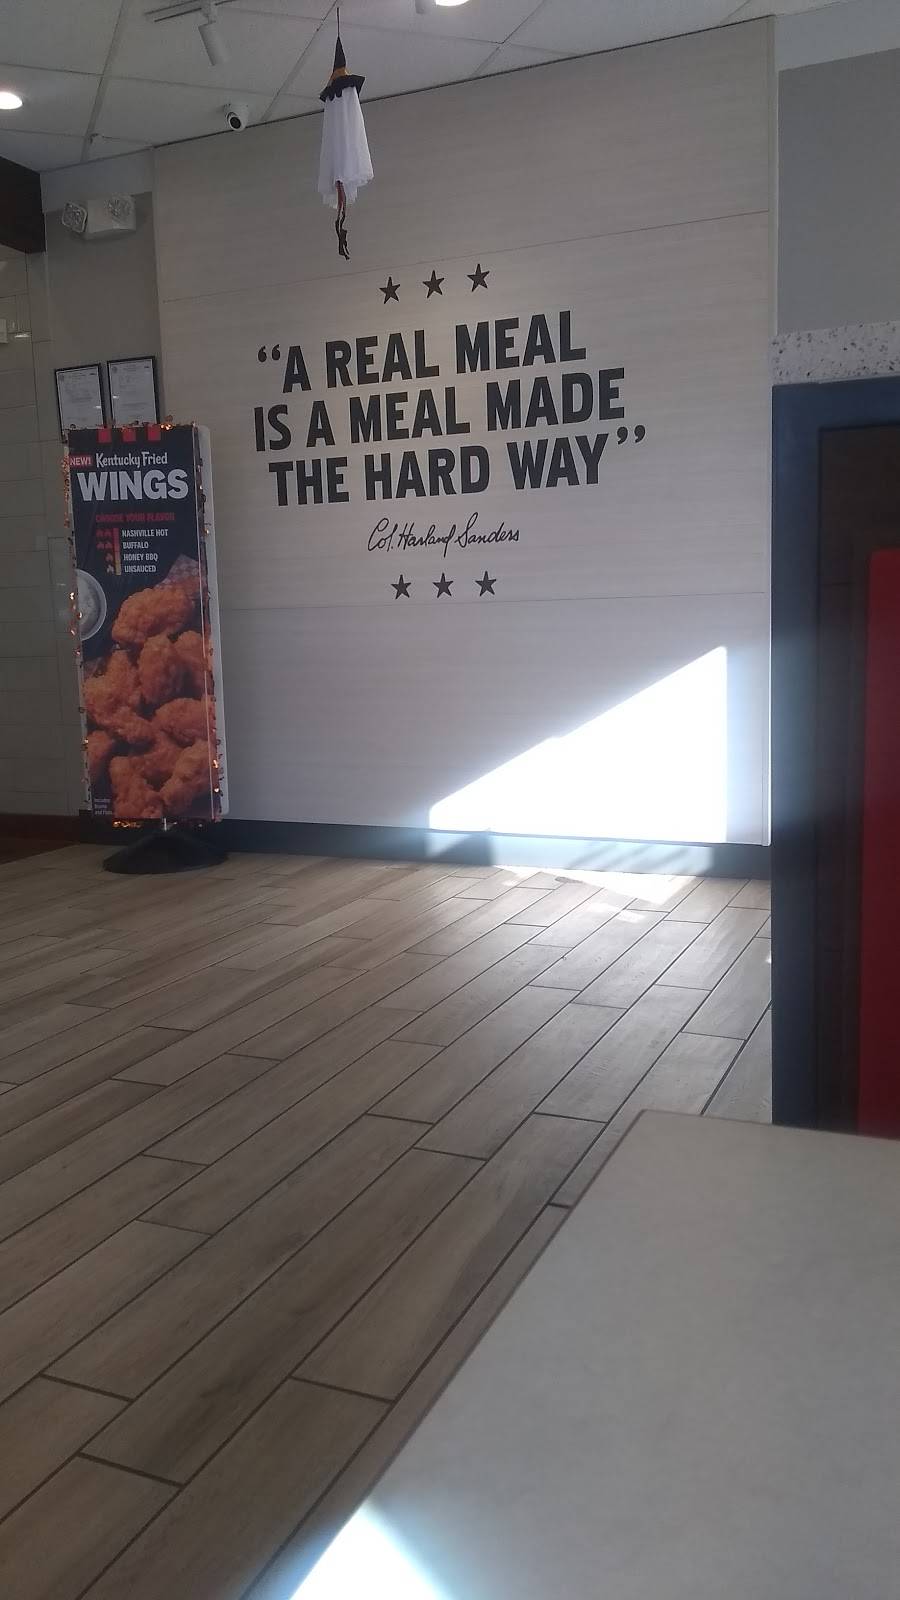 “A REAL MEAL
IS A MEAL MADE
THE HARD WAY”
Col. Harland Sanders
NEW! Kentucky Fried
WINGS
CHOOSE YOUR FLAVOR
NASHVILLE HOT
BUFFALO
HONEY BBQ
UNSAUCED